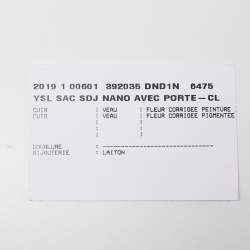 2019 1 00601 392035 DND1N 6475
YSL SAC SDJ NANO AVEC PORTE-CL
CUIR : VEAU : FLEUR CORRIGEE PEINTURE
CUIR : VEAU : FLEUR CORRIGEE PIGMENTEE
DOUBLURE :
BIJOUTERIE : LAITON